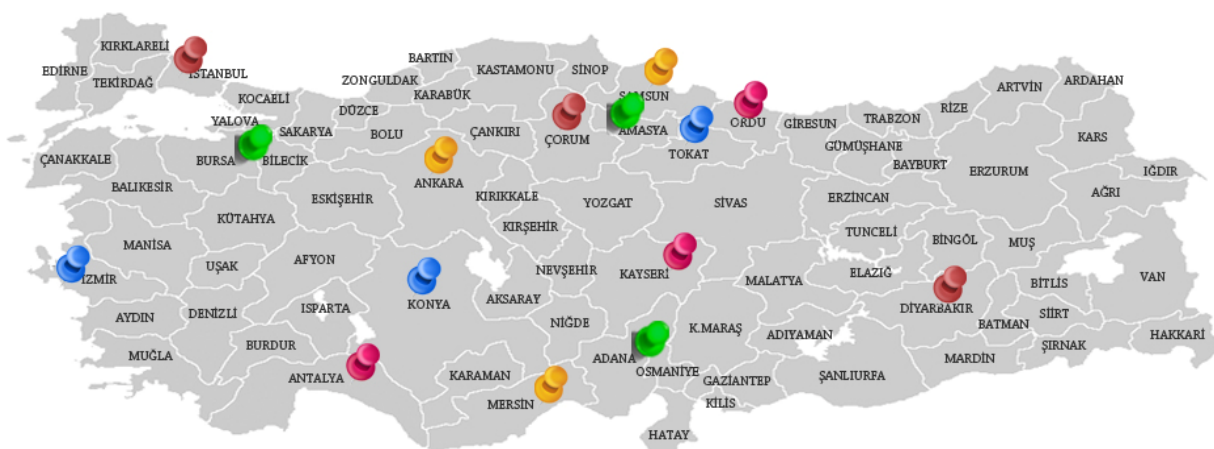 KIRKLARELİ
EDİRNE
TEKİRDAĞ
İSTANBUL
KOCAELİ
YALOVA
SAKARYA
DÜZCE
ZONGULDAK
BARTIN
KARABÜK
KASTAMONU
SİNOP
SAMSUN
BOLU
ÇANKIRI
ÇORUM
AMASYA
TOKAT
ORDU
GİRESUN
TRABZON
GÜMÜŞHANE
BAYBURT
RİZE
ARTVİN
ARDAHAN
KARS
IĞDIR
AĞRI
ERZURUM
ÇANAKKALE
BURSA
BİLECİK
BALIKESİR
KÜTAHYA
ESKİŞEHİR
ANKARA
KIRIKKALE
KIRŞEHİR
YOZGAT
SİVAS
ERZİNCAN
TUNCELİ
BİNGÖL
MUŞ
BİTLİS
VAN
MANİSA
İZMİR
UŞAK
AFYON
KONYA
AKSARAY
NEVŞEHİR
KAYSERİ
MALATYA
ELAZIĞ
DİYARBAKIR
BATMAN
SİİRT
ŞIRNAK
HAKKARİ
AYDIN
DENİZLİ
ISPARTA
MUĞLA
BURDUR
ANTALYA
KARAMAN
MERSİN
NİĞDE
ADANA
OSMANİYE
K.MARAŞ
ADIYAMAN
GAZİANTEP
KİLİS
HATAY
ŞANLIURFA
MARDİN